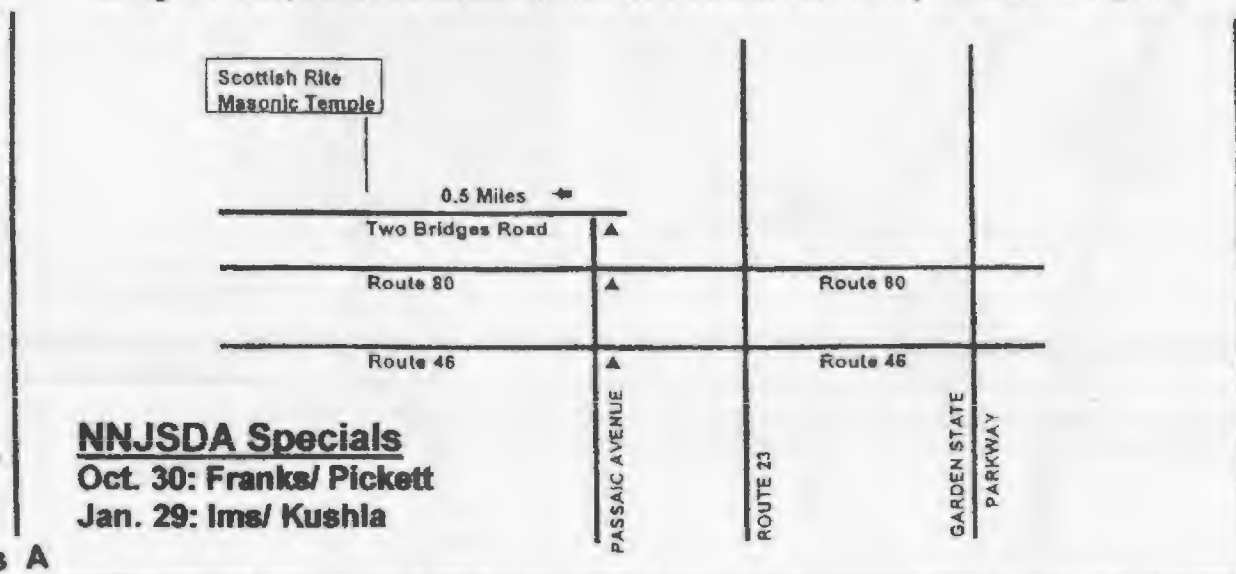 Scottish Rite
Masonic Temple
0.5 Miles
Two Bridges Road
Route 80
Route 80
Route 46
Route 46
PASSAIC AVENUE
ROUTE 23
GARDEN STATE
PARKWAY
NNJSDA Specials
Oct. 30: Franks/ Pickett
Jan. 29: Ims/ Kushla
A